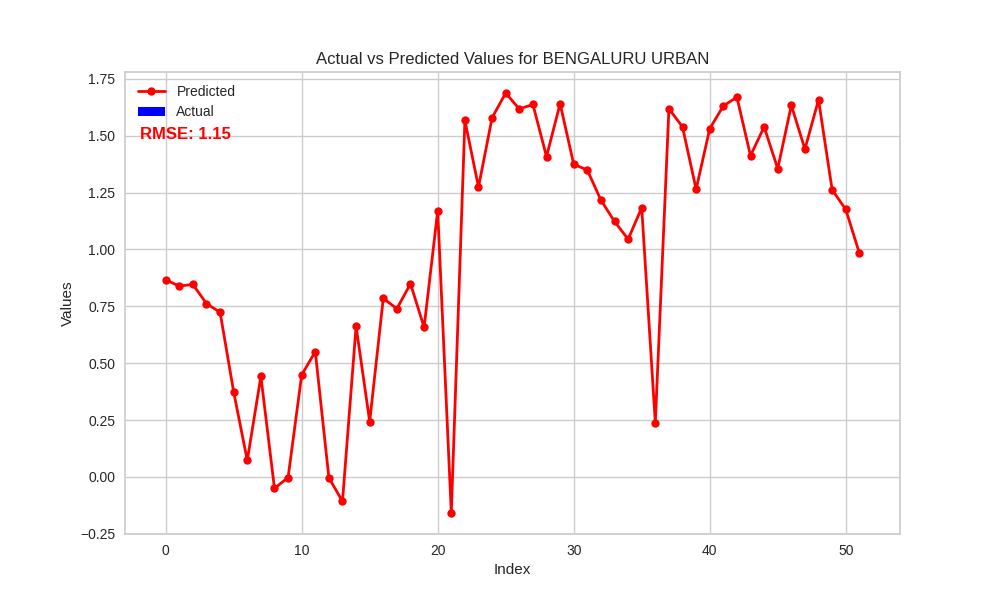 Actual vs Predicted Values for BENGALURU URBAN
Predicted
Actual
RMSE: 1.15
1.75
1.50
1.25
1.00
0.75
0.50
0.25
0.00
−0.25
Values
0 10 20 30 40 50
Index